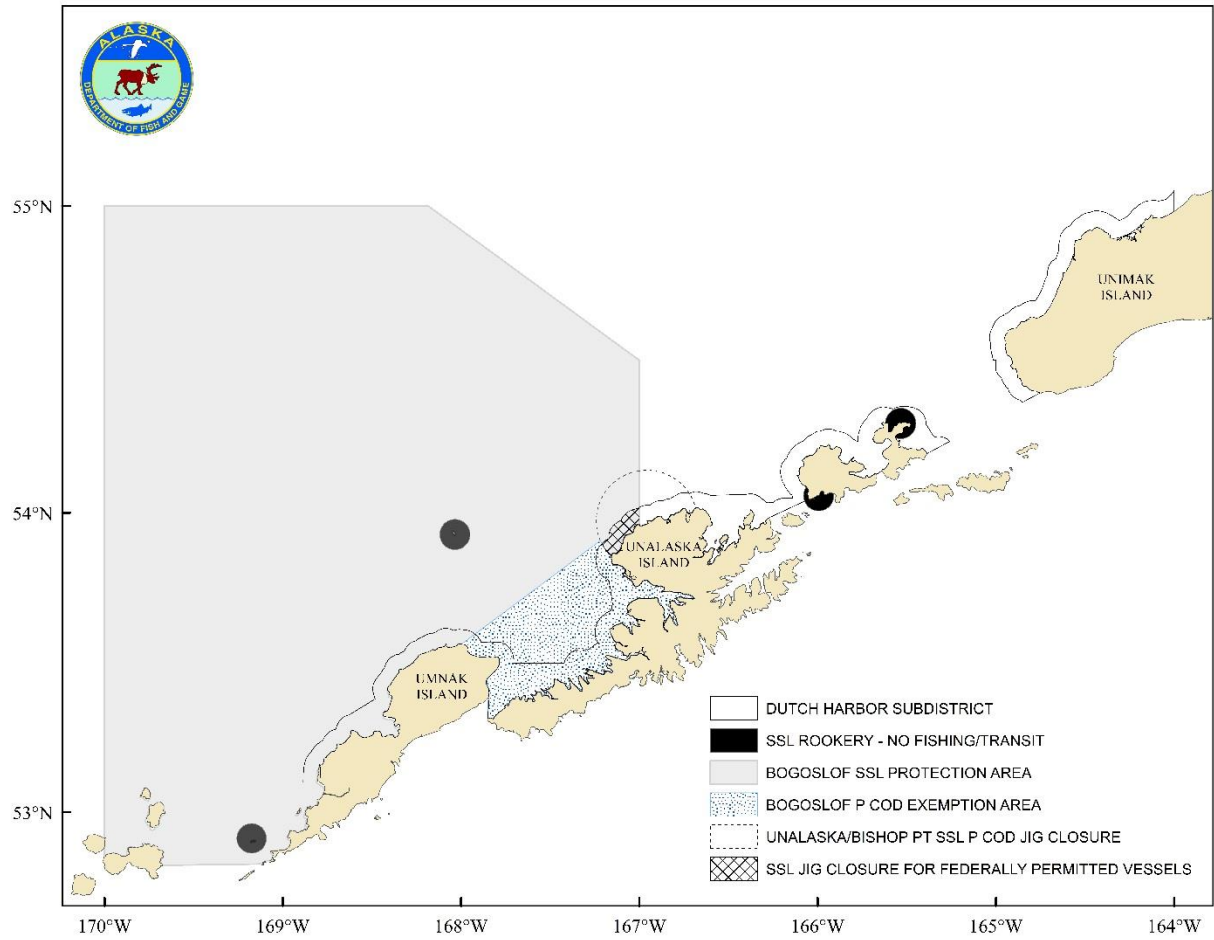 ALASKA
DEPARTMENT OF FISH AND GAME
55°N
UNIMAK
ISLAND
54°N
UNALASKA
ISLAND
UMNAK
ISLAND
DUTCH HARBOR SUBDISTRICT
SSL ROOKERY - NO FISHING/TRANSIT
BOGOSLOF SSL PROTECTION AREA
53°N
BOGOSLOF P COD EXEMPTION AREA
UNALASKA/BISHOP PT SSL P COD JIG CLOSURE
SSL JIG CLOSURE FOR FEDERALLY PERMITTED VESSELS
170°W
169°W
168°W
167°W
166°W
165°W
164°W